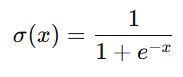 σ(x) = 1 / (1 + e^{-x})